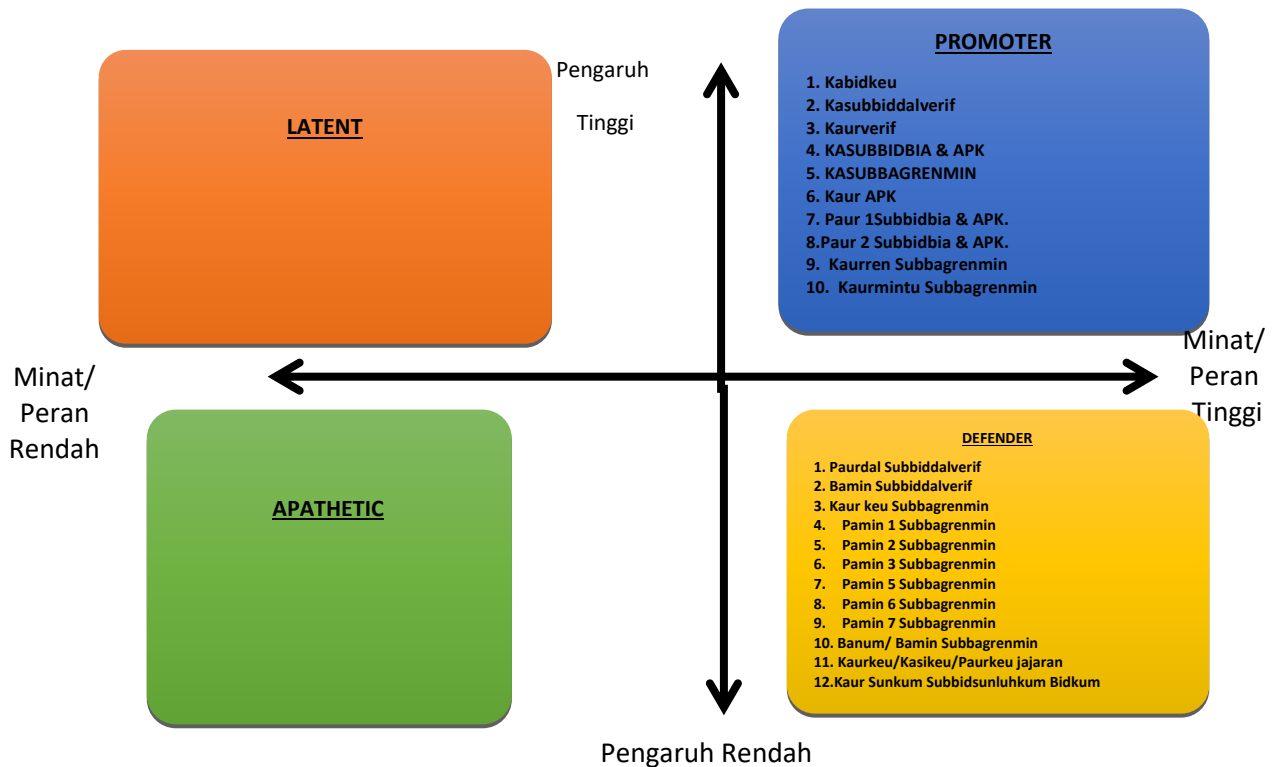 LATENT
Pengaruh
Tinggi
PROMOTER
1. Kabidkeu
2. Kasubbiddalverif
3. Kaurverif
4. KASUBBIDBIA & APK
5. KASUBBAGRENMIN
6. Kaur APK
7. Paur 1Subbidbia & APK.
8.Paur 2 Subbidbia & APK.
9. Kaurren Subbagrenmin
10. Kaurmintu Subbagrenmin
Minat/
Peran
Rendah
Minat/
Peran
Tinggi
APATHETIC
DEFENDER
1. Paurdal Subbiddalverif
2. Bamin Subbiddalverif
3. Kaur keu Subbagrenmin
4. Pamin 1 Subbagrenmin
5. Pamin 2 Subbagrenmin
6. Pamin 3 Subbagrenmin
7. Pamin 5 Subbagrenmin
8. Pamin 6 Subbagrenmin
9. Pamin 7 Subbagrenmin
10. Banum/ Bamin Subbagrenmin
11. Kaurkeu/Kasikeu/Paurkeu jajaran
12.Kaur Sunkum Subbidsunluhkum Bidkum
Pengaruh Rendah